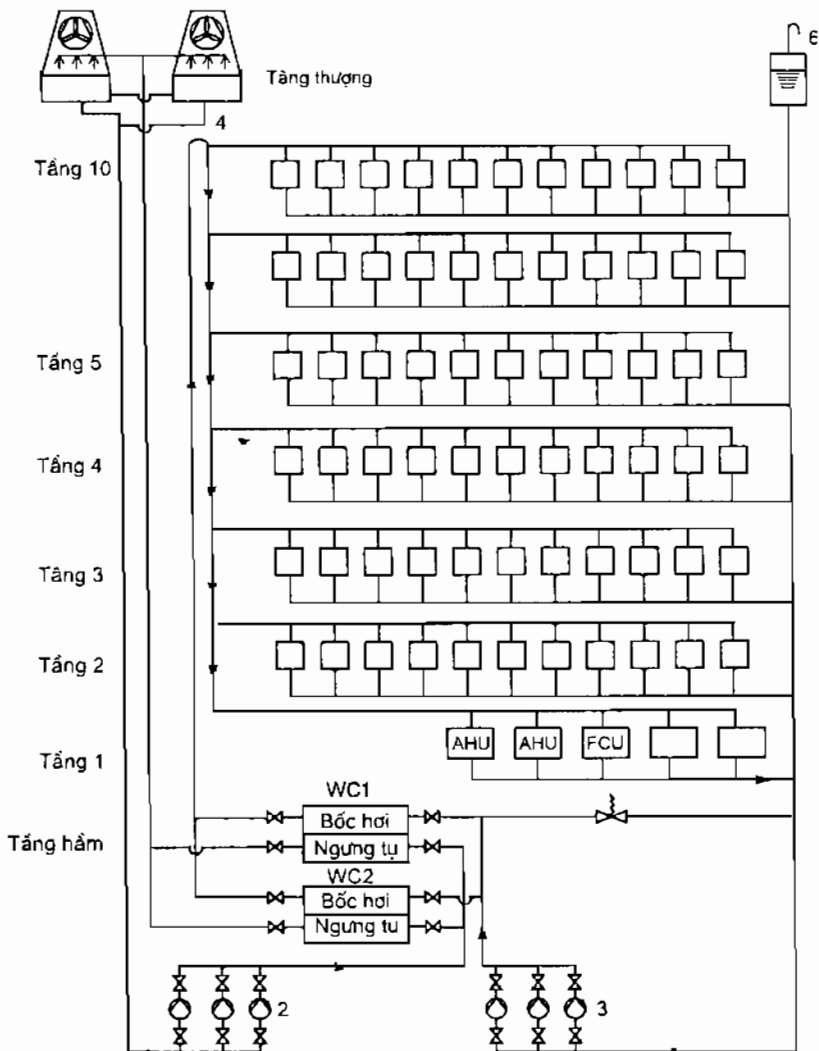 6
Tầng thượng
4
Tầng 10
Tầng 5
Tầng 4
Tầng 3
Tầng 2
Tầng 1
AHU
AHU
FCU
WC1
Bốc hơi
Tầng hầm
Ngưng tụ
WC2
Bốc hơi
Ngưng tu
2
3